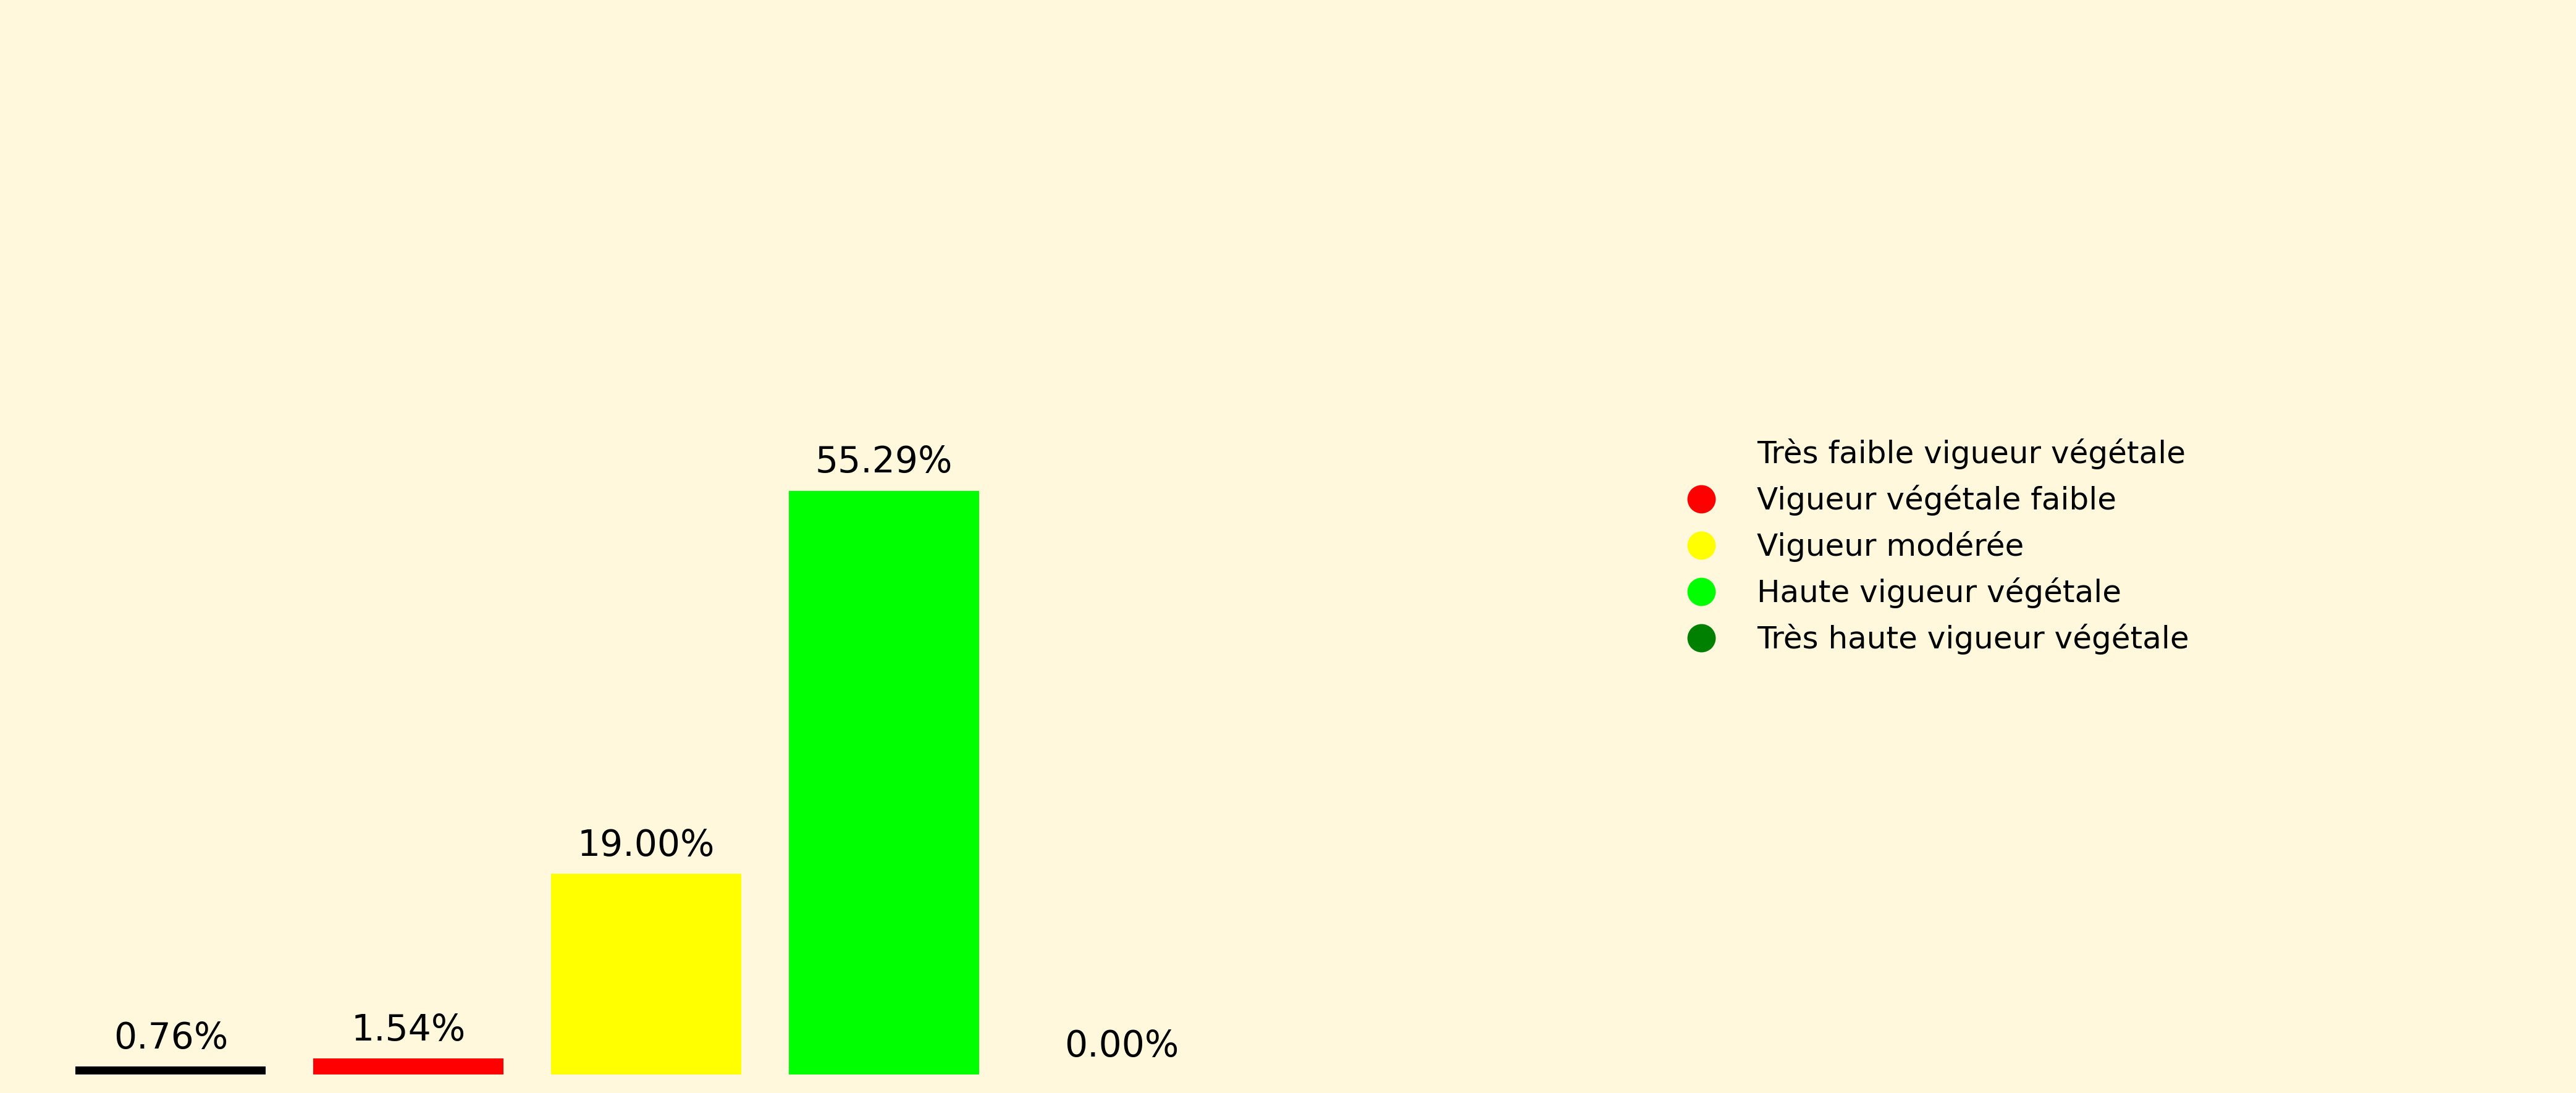 55.29%
19.00%
1.54%
0.76%
0.00%
Très faible vigueur végétale
Vigueur végétale faible
Vigueur modérée
Haute vigueur végétale
Très haute vigueur végétale